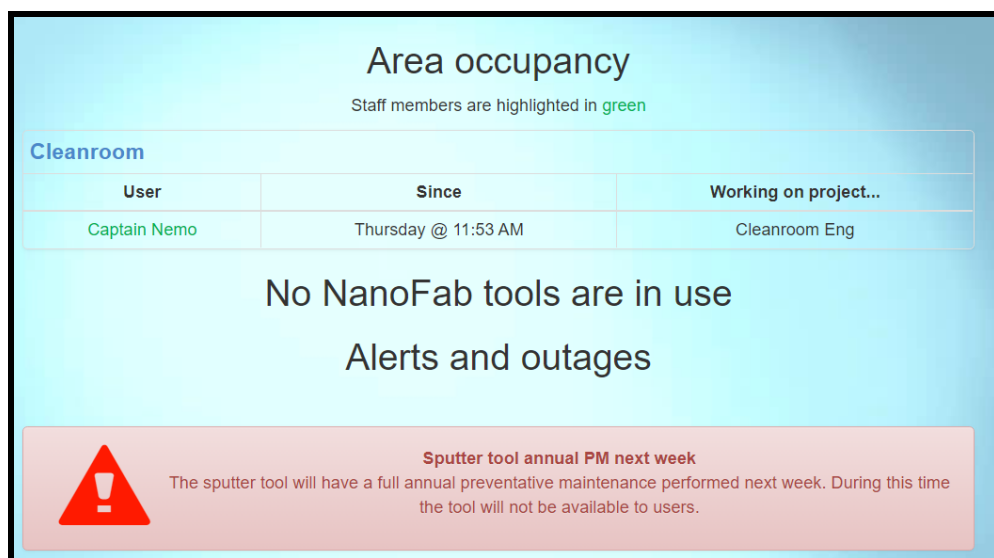 Area occupancy
Staff members are highlighted in green
Cleanroom
User Since Working on project...
Captain Nemo Thursday @ 11:53 AM Cleanroom Eng
No NanoFab tools are in use
Alerts and outages
Sputter tool annual PM next week
The sputter tool will have a full annual preventative maintenance performed next week. During this time
the tool will not be available to users.